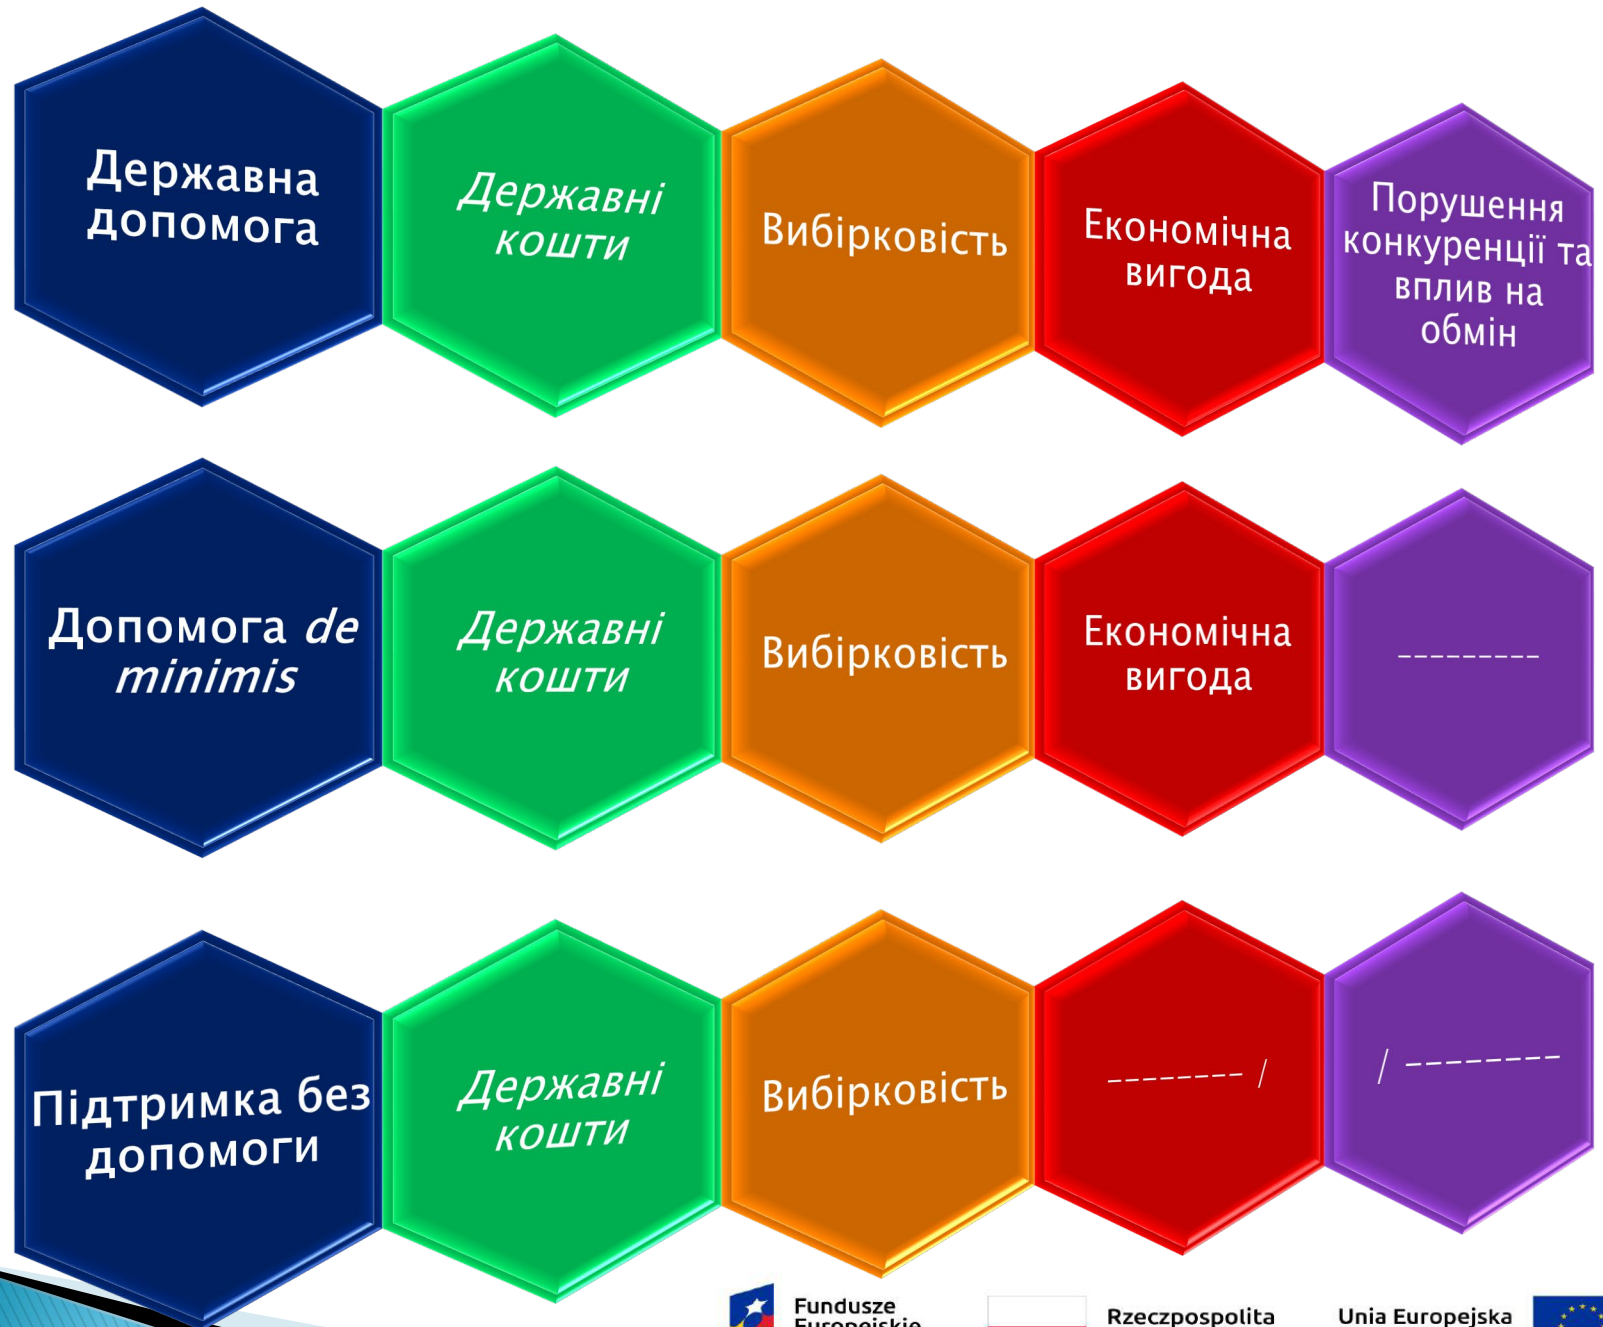 Державна
допомога
Державні
кошти
Вибірковість
Економічна
вигода
Порушення
конкуренції та
вплив на
обмін
Допомога de
minimis
Державні
кошти
Вибірковість
Економічна
вигода
---------
Підтримка без
допомоги
Державні
кошти
Вибірковість
-------- /
/ --------
Fundusze
Europejskie
Rzeczpospolita
Unia Europejska